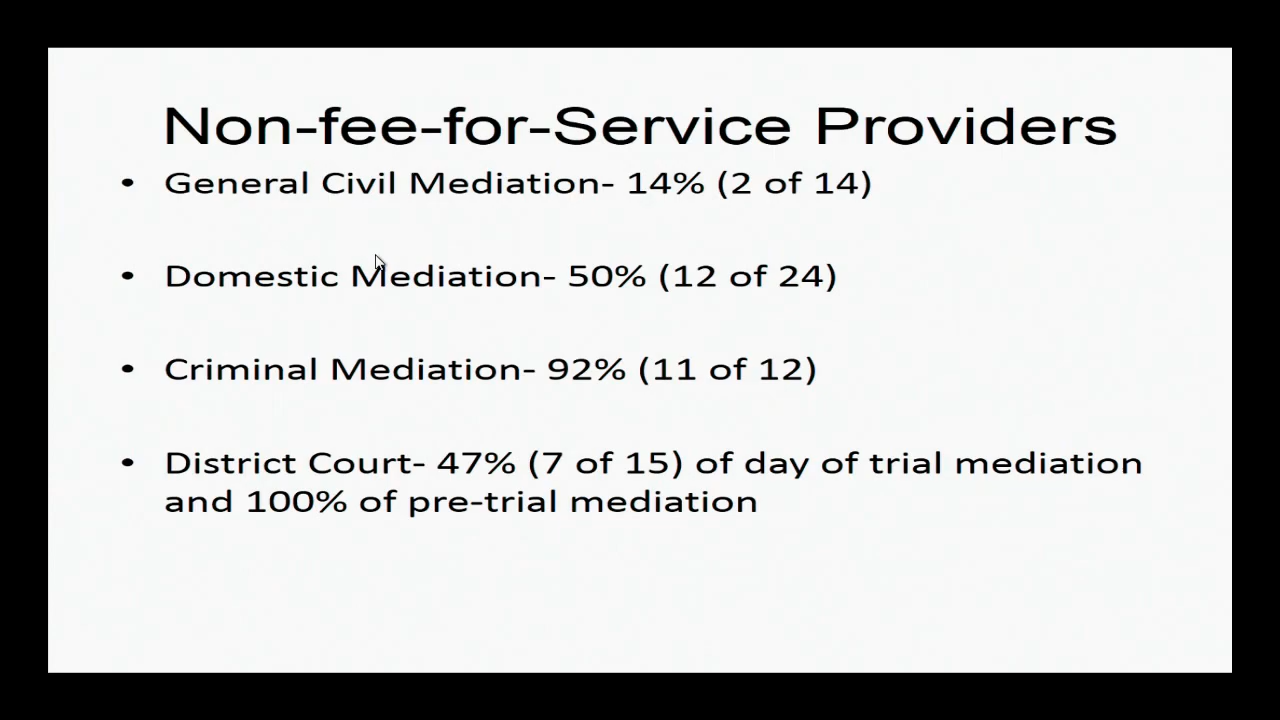 Non-fee-for-Service Providers
• General Civil Mediation- 14% (2 of 14)
• Domestic Mediation- 50% (12 of 24)
• Criminal Mediation- 92% (11 of 12)
• District Court- 47% (7 of 15) of day of trial mediation
and 100% of pre-trial mediation